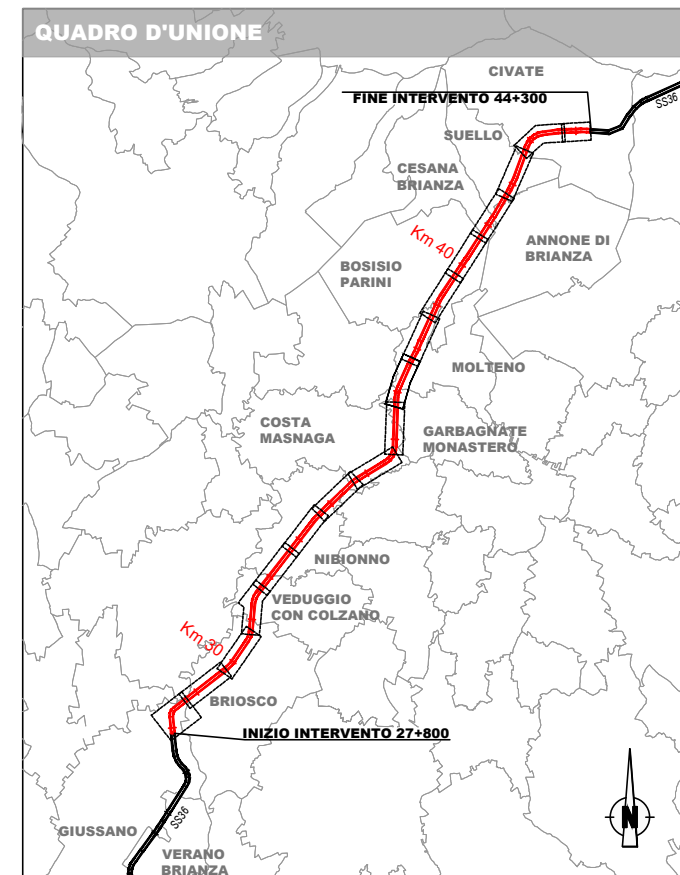 QUADRO D'UNIONE
CIVATE
FINE INTERVENTO 44+300
SS36
SUELLO
CESANA
BRIANZA
Km 40
ANNONE DI
BRIANZA
BOSISIO
PARINI
MOLTENO
COSTA
MASNAGA
GARBAGNATE
MONASTERO
NIBIONNO
VEDUGGIO
CON COLZANO
Km 30
BRIOSCO
INIZIO INTERVENTO 27+800
SS36
GIUSSANO
N
VERANO
BRIANZA